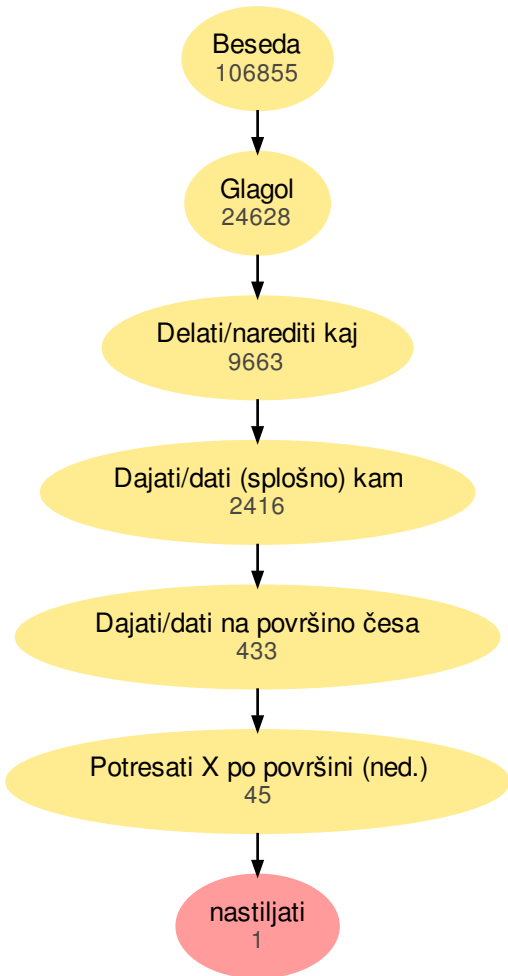 Beseda
106855
Glagol
24628
Delati/narediti kaj
9663
Dajati/dati (splošno) kam
2416
Dajati/dati na površino česa
433
Potresati X po površini (ned.)
45
nastiljati
1